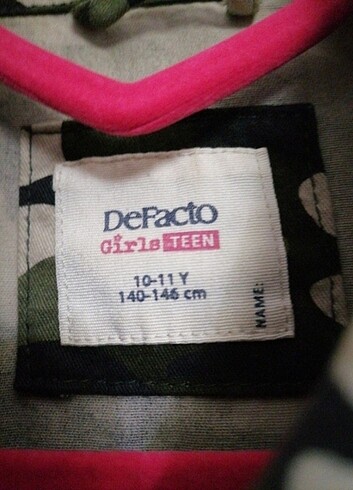 DeFacto
Girls TEEN
10-11 Y
140-146 cm
NAME: